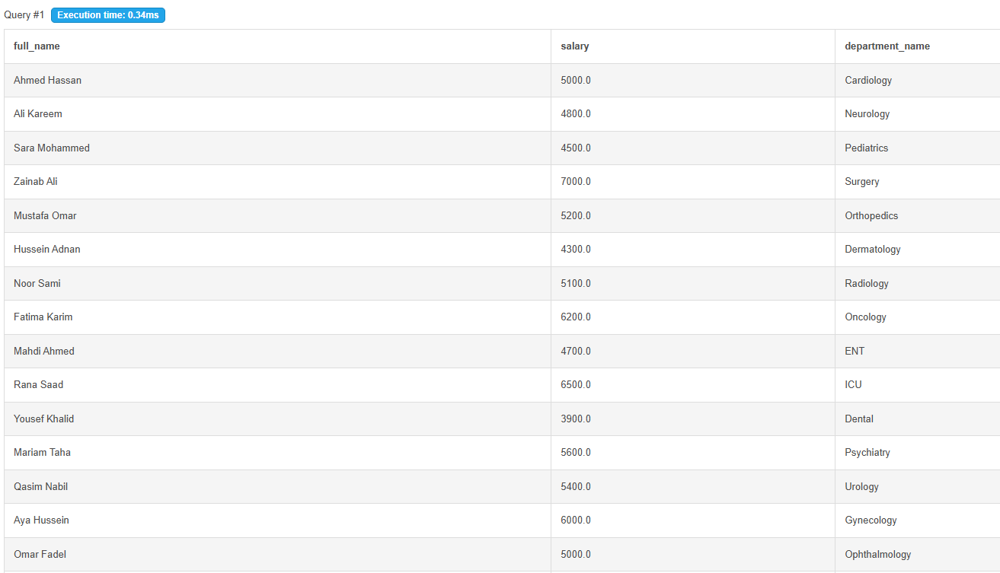 Query #1 Execution time: 0.34ms
full_name salary department_name
Ahmed Hassan 5000.0 Cardiology
Ali Kareem 4800.0 Neurology
Sara Mohammed 4500.0 Pediatrics
Zainab Ali 7000.0 Surgery
Mustafa Omar 5200.0 Orthopedics
Hussein Adnan 4300.0 Dermatology
Noor Sami 5100.0 Radiology
Fatima Karim 6200.0 Oncology
Mahdi Ahmed 4700.0 ENT
Rana Saad 6500.0 ICU
Yousef Khalid 3900.0 Dental
Mariam Taha 5600.0 Psychiatry
Qasim Nabil 5400.0 Urology
Aya Hussein 6000.0 Gynecology
Omar Fadel 5000.0 Ophthalmology